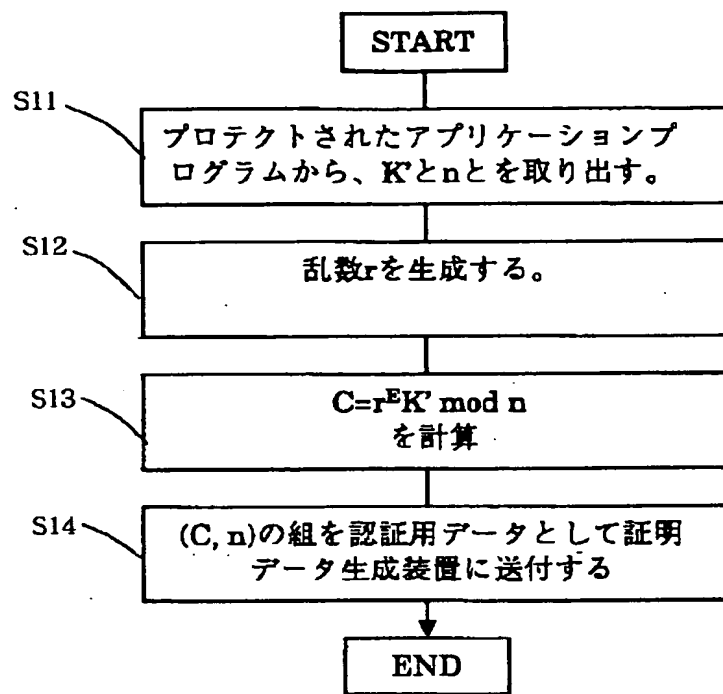 START
S11
プロテクトされたアプリケーションプ
ログラムから、K'とnとを取り出す。
S12
乱数rを生成する。
S13
C=r^E K' mod n
を計算
S14
(C, n)の組を認証用データとして証明
データ生成装置に送付する
END